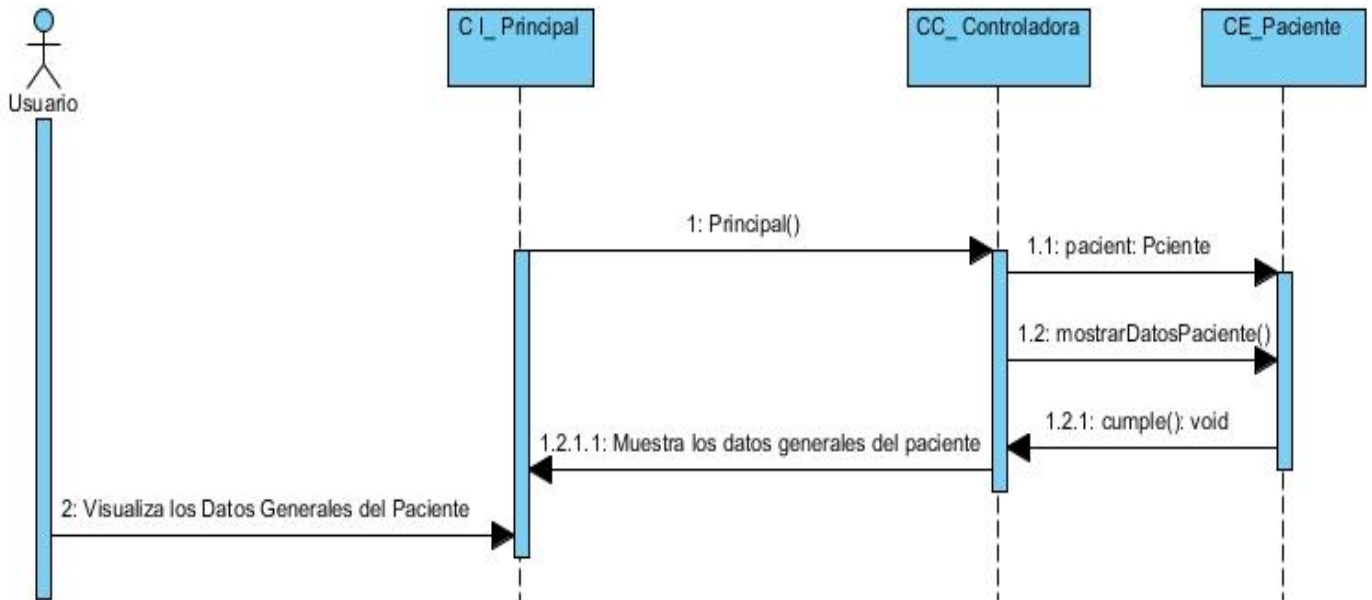 C I_ Principal
CC_ Controladora
CE_Paciente
Usuario
1: Principal()
1.1: pacient: Pciente
1.2: mostrarDatosPaciente()
1.2.1: cumple(): void
1.2.1.1: Muestra los datos generales del paciente
2: Visualiza los Datos Generales del Paciente